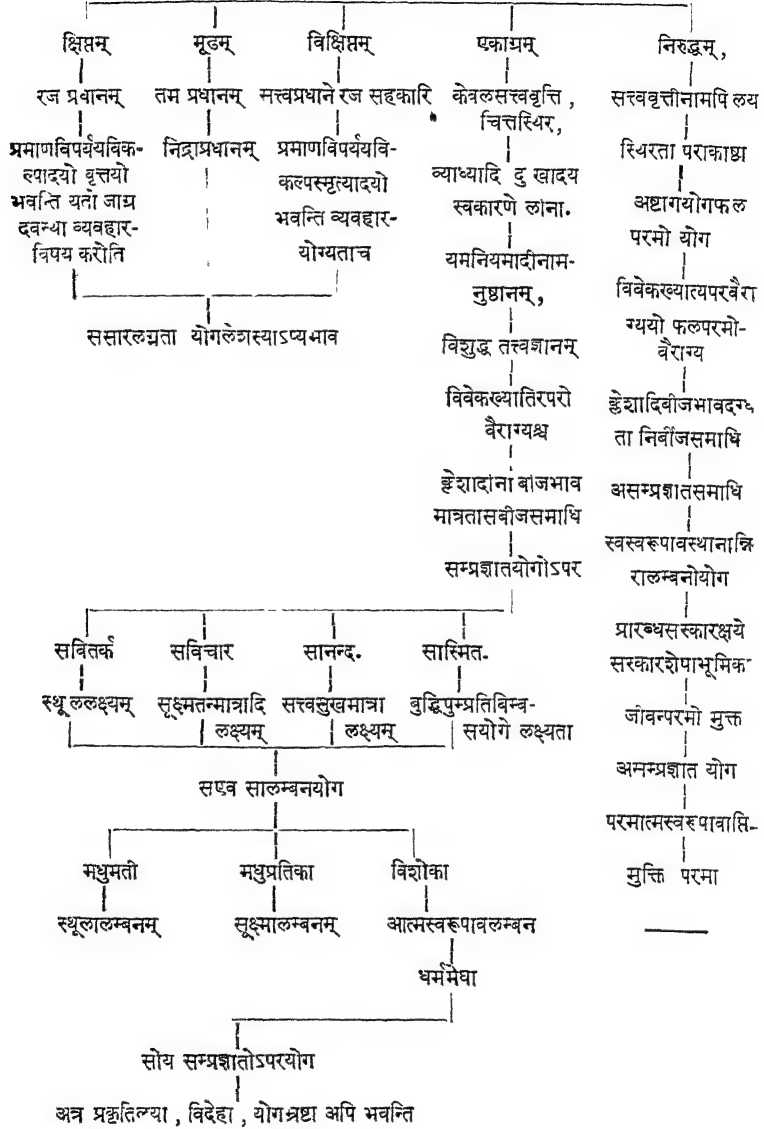 क्षिप्तम्
मूढम्
विक्षिप्तम्
एकाग्रम्
निरुद्धम्,
रज प्रधानम्
प्रमाणविपर्ययविक-
ल्पादयो वृत्तयो
भवन्ति यतो जाग्र
दवस्था व्यवहार-
विषय करोति
तम प्रधानम्
निद्राप्रधानम्
सत्त्वप्रधाने रज सहकारि
प्रमाणविपर्ययवि-
कल्पस्मृत्यादयो
भवन्ति व्यवहार-
योग्यताच
ससारलग्नता योगलेशस्याऽप्यभाव
केवलसत्त्ववृत्ति,
चित्तस्थिर,
व्याध्यादि दु खादय
स्वकारणे लीना.
यमनियमादीनाम-
नुष्ठानम्,
विशुद्ध तत्त्वज्ञानम्
विवेकख्यातिरपरो
वैराग्यश्च
क्लेशादीना बीजभाव
मात्रतासबीजसमाधि
सम्प्रज्ञातयोगोऽपर
सत्त्ववृत्तीनामपि लय
स्थिरता पराकाष्ठा
अष्टागयोगफल
परमो योग
विवेकख्यात्यपरवैरा
ग्ययो फलपरमो-
वैराग्य
क्लेशादिबीजभावदग्ध
ता निर्बीजसमाधि
असम्प्रज्ञातसमाधि
स्वस्वरूपावस्थानान्नि
रालम्बनोयोग
प्रारब्धसस्कारक्षये
सस्कारशेषाभूमिक
जीवन्परमो मुक्त
असम्प्रज्ञात योग
परमात्मस्वरूपावाप्ति-
मुक्ति परमा
सवितर्क
सविचार
सानन्द.
सास्मित.
स्थूललक्ष्यम्
सूक्ष्मतन्मात्रादि
लक्ष्यम्
सत्त्वसुखमात्रा
लक्ष्यम्
बुद्धिपुम्प्रतिबिम्ब-
सयोगे लक्ष्यता
सएव सालम्बनयोग
मधुमती
मधुप्रतिका
विशोका
स्थूलालम्बनम्
सूक्ष्मालम्बनम्
आत्मस्वरूपावलम्बन
धर्ममेघा
सोय सम्प्रज्ञातोऽपरयोग
अत्र प्रकृतिलया, विदेहा, योगभ्रष्टा अपि भवन्ति